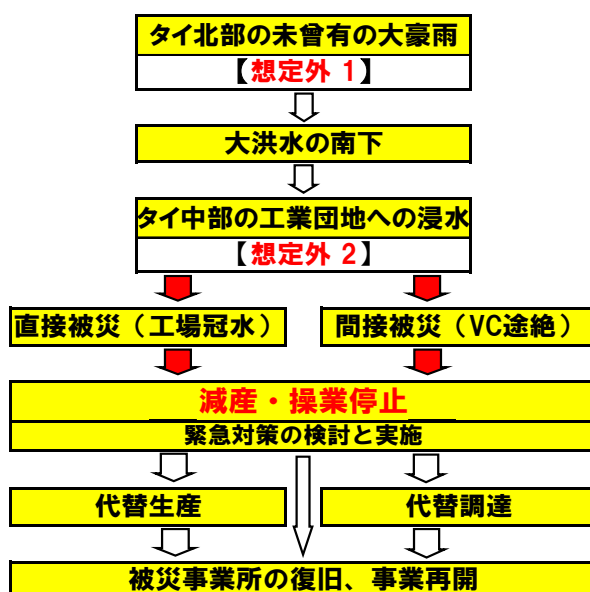 タイ北部の未曾有の大豪雨
【想定外 1】
大洪水の南下
タイ中部の工業団地への浸水
【想定外 2】
直接被災（工場冠水）
間接被災（VC途絶）
減産・操業停止
緊急対策の検討と実施
代替生産
代替調達
被災事業所の復旧、事業再開